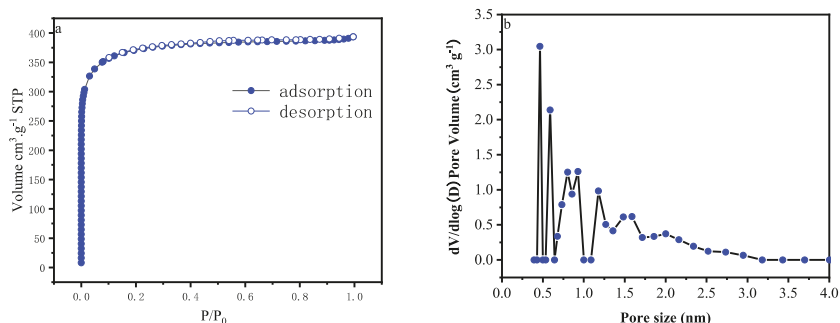 a
400
350
300
250
200
150
100
50
0
Volume cm³.g⁻¹ STP
adsorption
desorption
0.0 0.2 0.4 0.6 0.8 1.0
P/P₀
b
3.5
3.0
2.5
2.0
1.5
1.0
0.5
0.0
dV/dlog(D) Pore Volume(cm³ g⁻¹)
0.0 0.5 1.0 1.5 2.0 2.5 3.0 3.5 4.0
Pore size (nm)